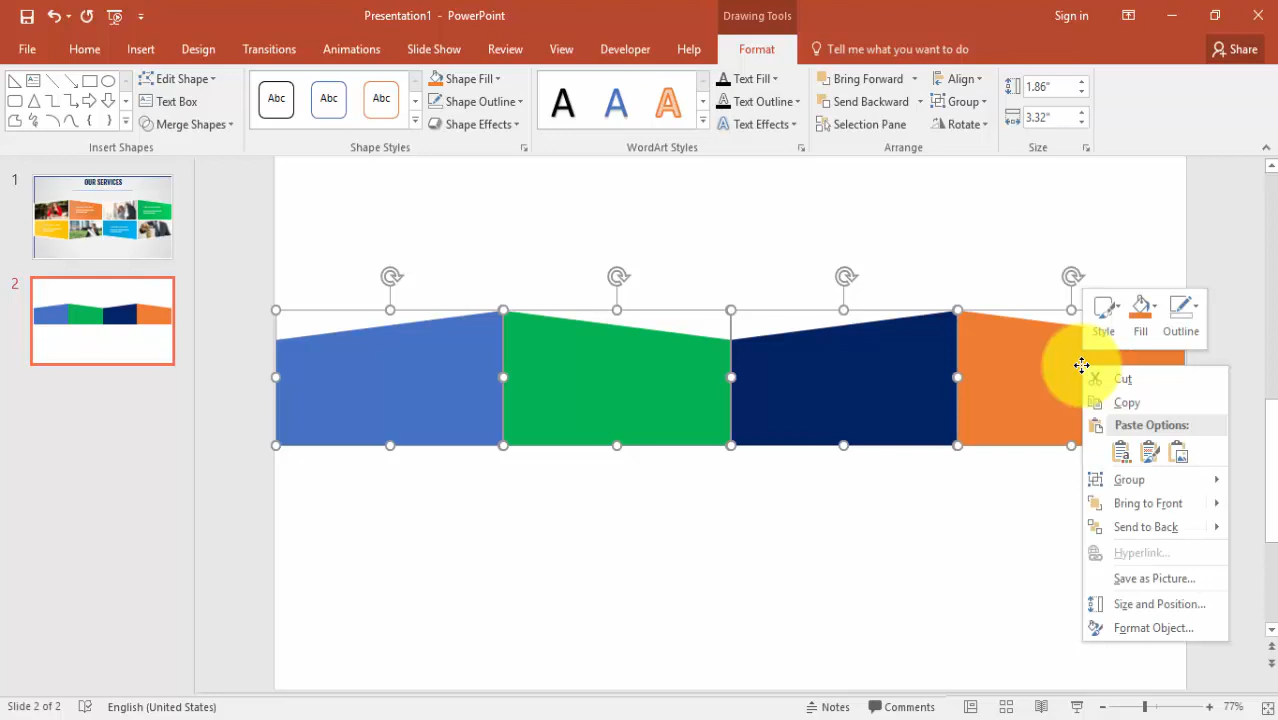 Presentation1 - PowerPoint
Drawing Tools
Sign in
File Home Insert Design Transitions Animations Slide Show Review View Developer Help Format Tell me what you want to do Share
Edit Shape
Text Box
Merge Shapes
Insert Shapes
Abc Abc Abc
Shape Fill
Shape Outline
Shape Effects
Shape Styles
A A A
Text Fill
Text Outline
Text Effects
WordArt Styles
Bring Forward
Send Backward
Selection Pane
Align
Group
Rotate
Arrange
1.86"
3.32"
Size
1
OUR SERVICES
2
Style Fill Outline
Cut
Copy
Paste Options:
Group
Bring to Front
Send to Back
Hyperlink...
Save as Picture...
Size and Position...
Format Object...
Slide 2 of 2 English (United States) Notes Comments 77%